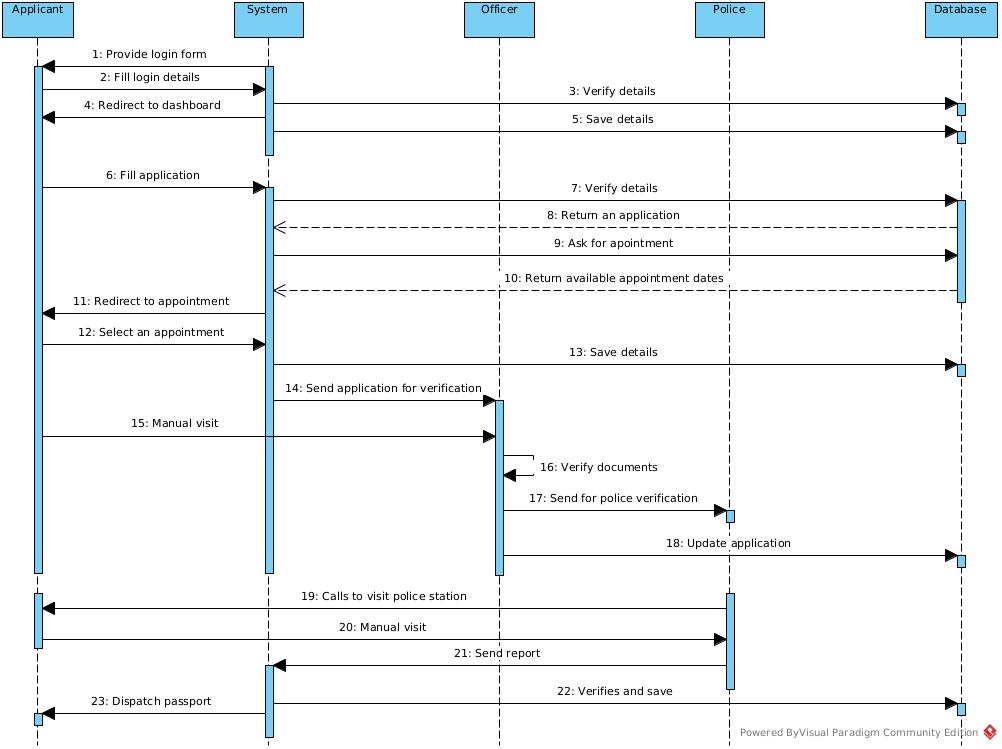 Applicant
System
Officer
Police
Database
1: Provide login form
2: Fill login details
3: Verify details
4: Redirect to dashboard
5: Save details
6: Fill application
7: Verify details
8: Return an application
9: Ask for apointment
10: Return available appointment dates
11: Redirect to appointment
12: Select an appointment
13: Save details
14: Send application for verification
15: Manual visit
16: Verify documents
17: Send for police verification
18: Update application
19: Calls to visit police station
20: Manual visit
21: Send report
22: Verifies and save
23: Dispatch passport
Powered ByVisual Paradigm Community Edition